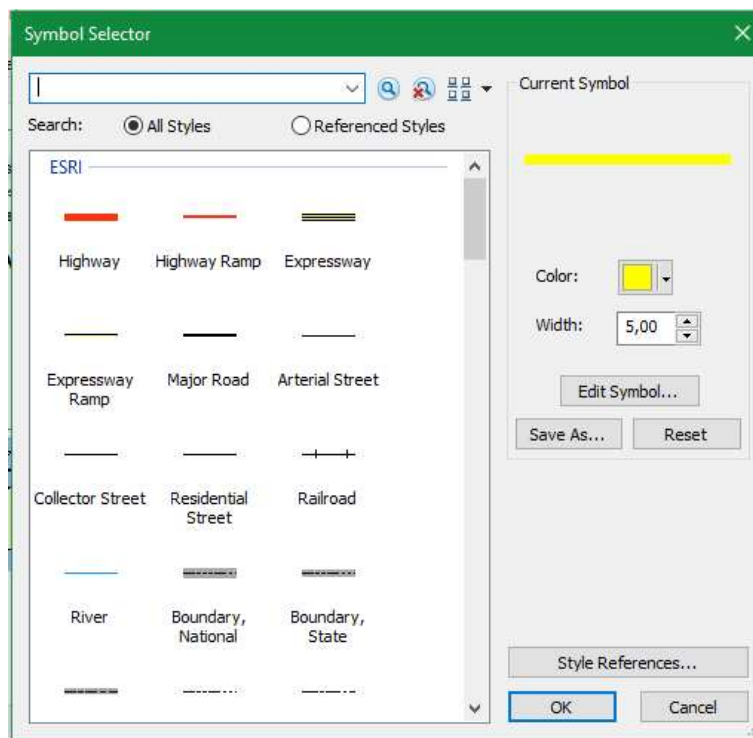 Symbol Selector
Search:
All Styles
Referenced Styles
ESRI
Highway
Highway Ramp
Expressway
Expressway
Ramp
Major Road
Arterial Street
Collector Street
Residential
Street
Railroad
River
Boundary,
National
Boundary,
State
Current Symbol
Color:
Width:
5,00
Edit Symbol...
Save As...
Reset
Style References...
OK
Cancel